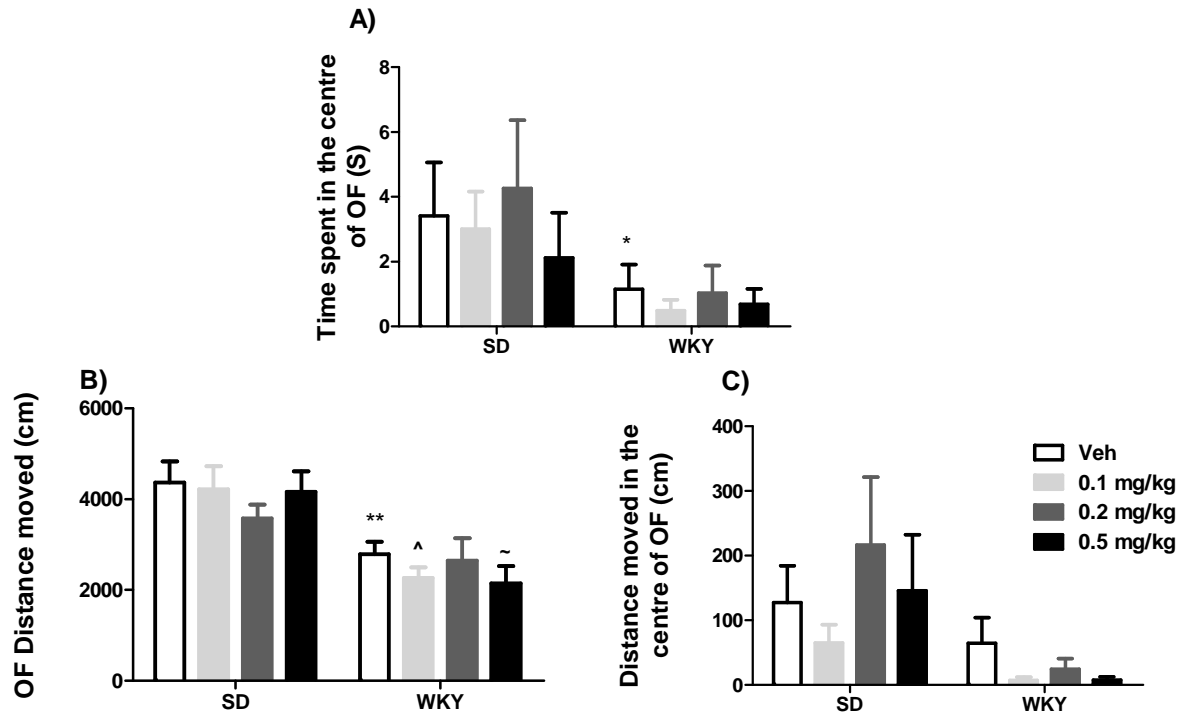 A)
Time spent in the centre
of OF (S)
8
6
4
2
0
*
SD
WKY
B)
OF Distance moved (cm)
6000
4000
2000
0
**
^
~
SD
WKY
C)
Distance moved in the
centre of OF (cm)
400
300
200
100
0
SD
WKY
Veh
0.1 mg/kg
0.2 mg/kg
0.5 mg/kg